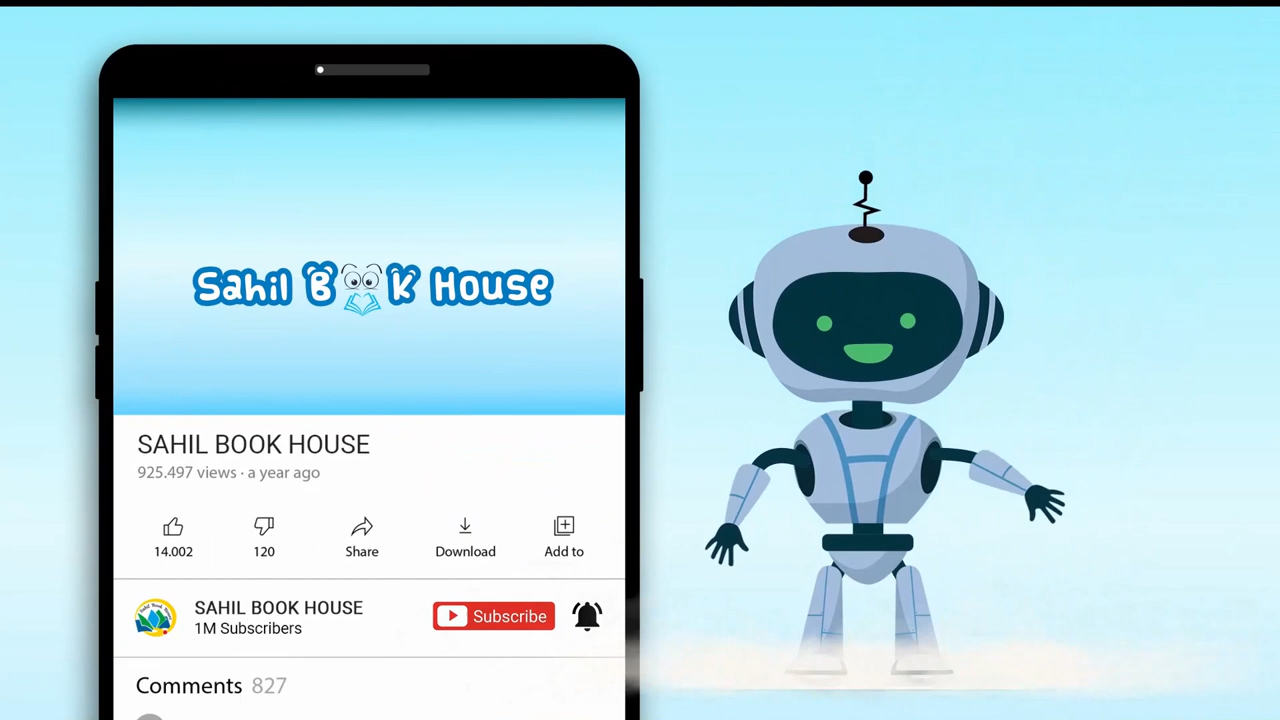 Sahil B👀k House
SAHIL BOOK HOUSE
925.497 views · a year ago
14.002
120
Share
Download
Add to
SAHIL BOOK HOUSE
1M Subscribers
Subscribe
Comments 827